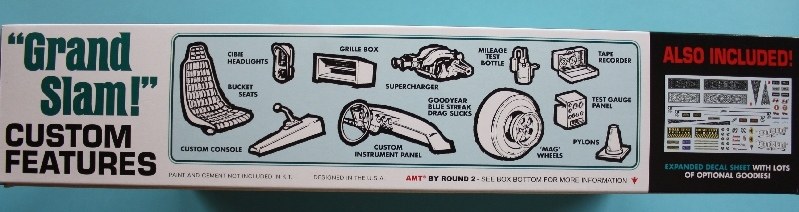 "Grand
Slam!"
CUSTOM
FEATURES
CIBIE
HEADLIGHTS
GRILLE BOX
SUPERCHARGER
MILEAGE
TEST
BOTTLE
TAPE
RECORDER
BUCKET
SEATS
CUSTOM CONSOLE
CUSTOM
INSTRUMENT PANEL
GOODYEAR
BLUE STREAK
DRAG SLICKS
'MAG'
WHEELS
TEST GAUGE
PANEL
PYLONS
PAINT AND CEMENT NOT INCLUDED IN KIT.
DESIGNED IN THE U.S.A.
AMT® BY ROUND 2 - SEE BOX BOTTOM FOR MORE INFORMATION
ALSO INCLUDED!
EXPANDED DECAL SHEET WITH LOTS
OF OPTIONAL GOODIES!